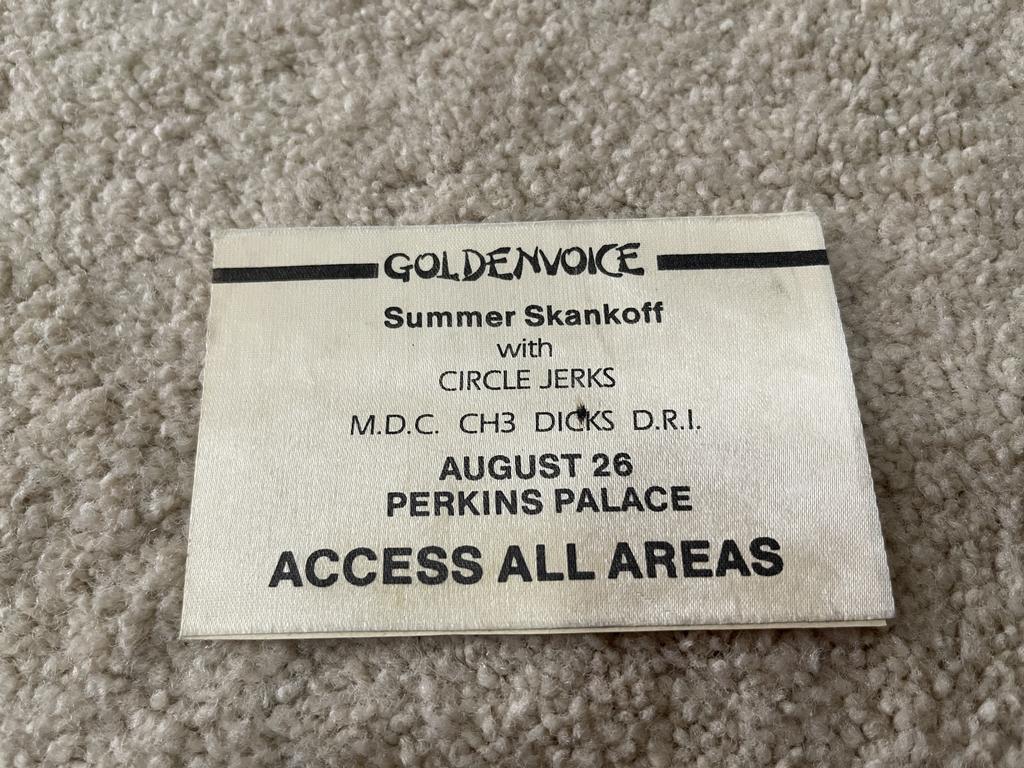 GOLDENVOICE
Summer Skankoff
with
CIRCLE JERKS
M.D.C. CH3 DICKS D.R.I.
AUGUST 26
PERKINS PALACE
ACCESS ALL AREAS